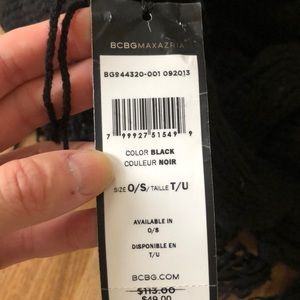 BCBGMAXAZRIA
BG944320-001 092013
7 99927 51549 9
COLOR BLACK
COULEUR NOIR
SIZE O/S/TAILLE T/U
AVAILABLE IN
O/S
DISPONIBLE EN
T/U
BCBG.COM
$113.00
$49.00